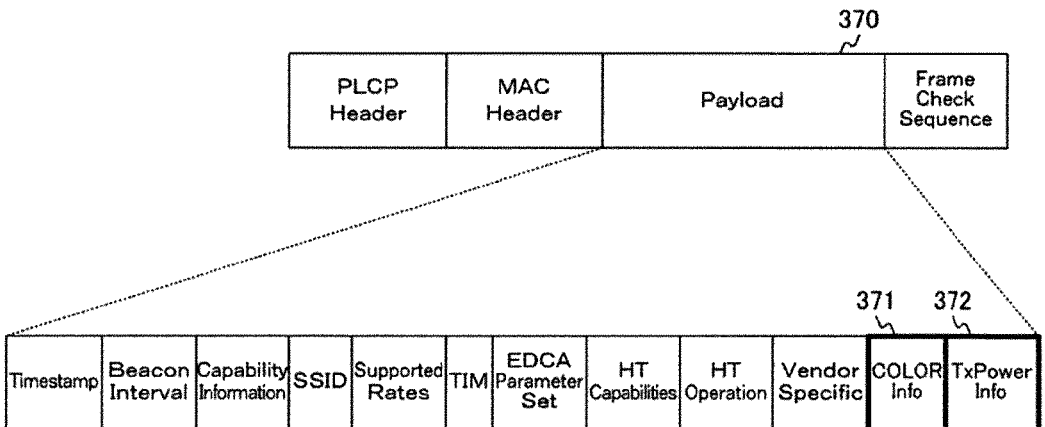 370
PLCP
Header
MAC
Header
Payload
Frame
Check
Sequence
371
372
Timestamp
Beacon
Interval
Capability
Information
SSID
Supported
Rates
TIM
EDCA
Parameter
Set
HT
Capabilities
HT
Operation
Vendor
Specific
COLOR
Info
TxPower
Info